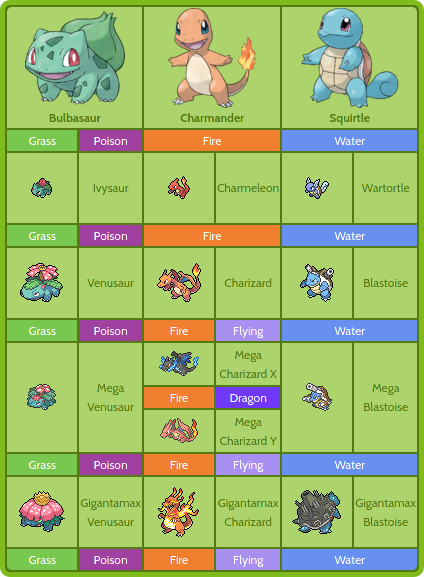 Bulbasaur Charmander Squirtle
Grass Poison Fire Water
Ivysaur Charmeleon Wartortle
Grass Poison Fire Water
Venusaur Charizard Blastoise
Grass Poison Fire Flying Water
Mega
Venusaur
Mega
Charizard X
Fire Dragon
Mega
Charizard Y
Mega
Blastoise
Grass Poison Fire Flying Water
Gigantamax
Venusaur
Gigantamax
Charizard
Gigantamax
Blastoise
Grass Poison Fire Flying Water